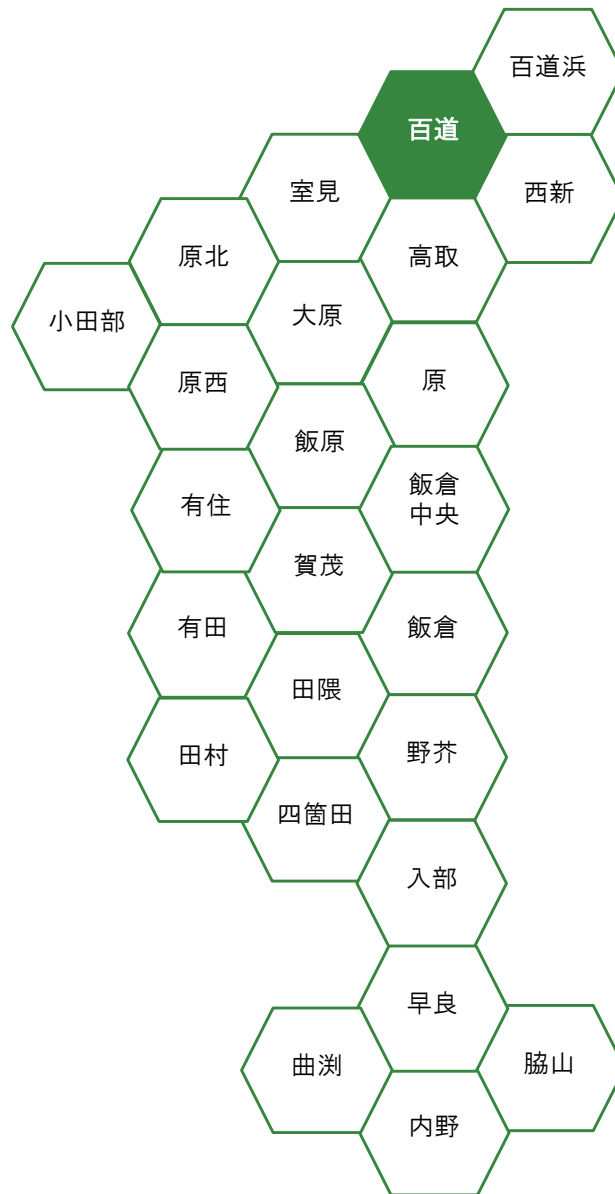 百道浜
百道
西新
室見
原北
高取
小田部
大原
原西
原
飯原
有住
飯倉
中央
賀茂
有田
飯倉
田隈
田村
野芥
四箇田
入部
早良
曲渕
脇山
内野